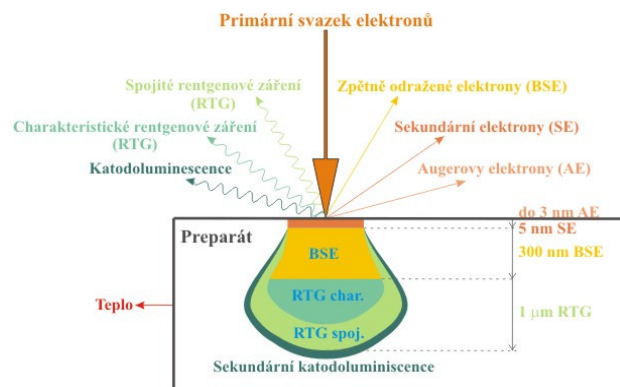 Primární svazek elektronů
Spojité rentgenové záření
(RTG)
Zpětně odražené elektrony (BSE)
Charakteristické rentgenové záření
(RTG)
Sekundární elektrony (SE)
Katodoluminescence
Augerovy elektrony (AE)
do 3 nm AE
5 nm SE
Preparát
BSE
300 nm BSE
RTG char.
Teplo
1 μm RTG
RTG spoj.
Sekundární katodoluminiscence